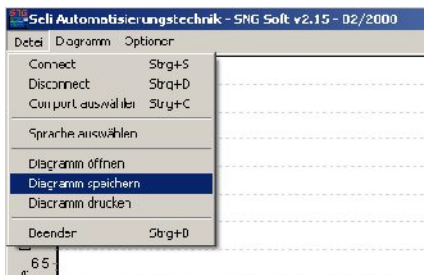 Seli Automatisierungstechnik - SNG Soft v2.15 - 02/2000
Datei Diagramm Optionen
Connect Strg+S
Disconnect Strg+D
Comport auswählen Strg+C
Sprache auswählen
Diagramm öffnen
Diagramm speichern
Diagramm drucken
Beenden Strg+B
65